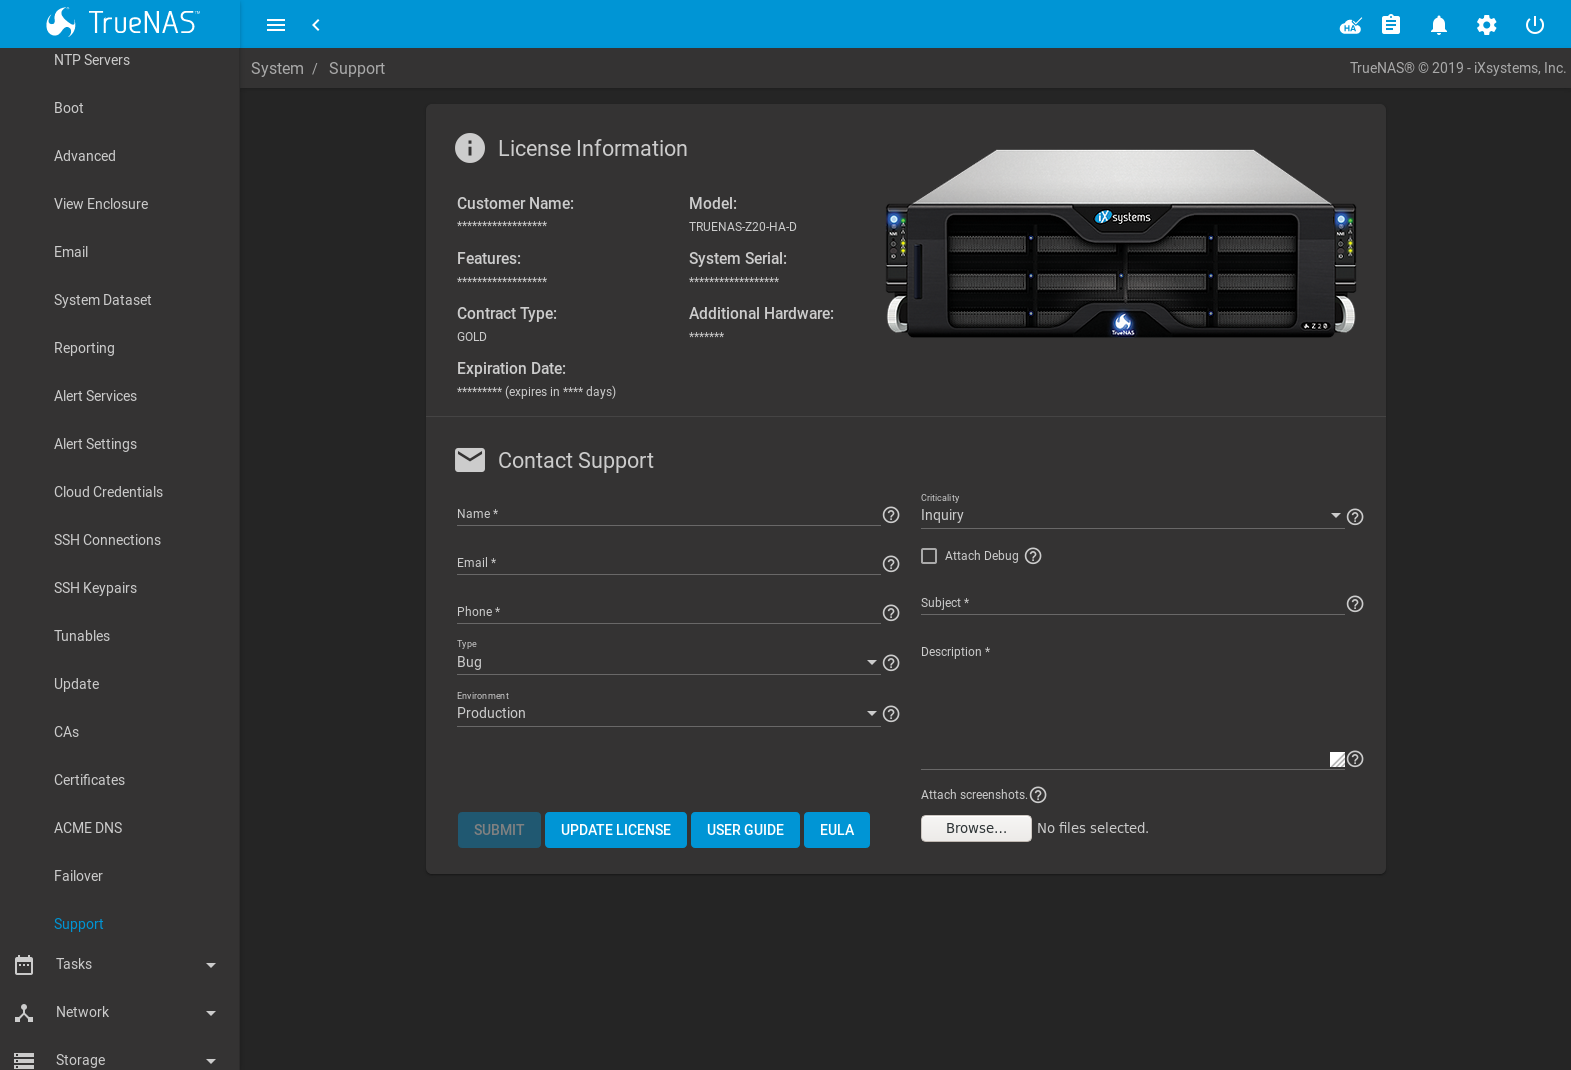 TrueNAS™
System / Support
TrueNAS® © 2019 - iXsystems, Inc.
NTP Servers
Boot
Advanced
View Enclosure
Email
System Dataset
Reporting
Alert Services
Alert Settings
Cloud Credentials
SSH Connections
SSH Keypairs
Tunables
Update
CAs
Certificates
ACME DNS
Failover
Support
Tasks
Network
Storage
HA
License Information
Customer Name:
******************
Features:
******************
Contract Type:
GOLD
Expiration Date:
********* (expires in **** days)
Model:
TRUENAS-Z20-HA-D
System Serial:
******************
Additional Hardware:
*******
iXsystems
TrueNAS
Z20
Contact Support
Name *
Email *
Phone *
Type
Bug
Environment
Production
Criticality
Inquiry
Attach Debug
Subject *
Description *
Attach screenshots.
Browse... No files selected.
SUBMIT
UPDATE LICENSE
USER GUIDE
EULA